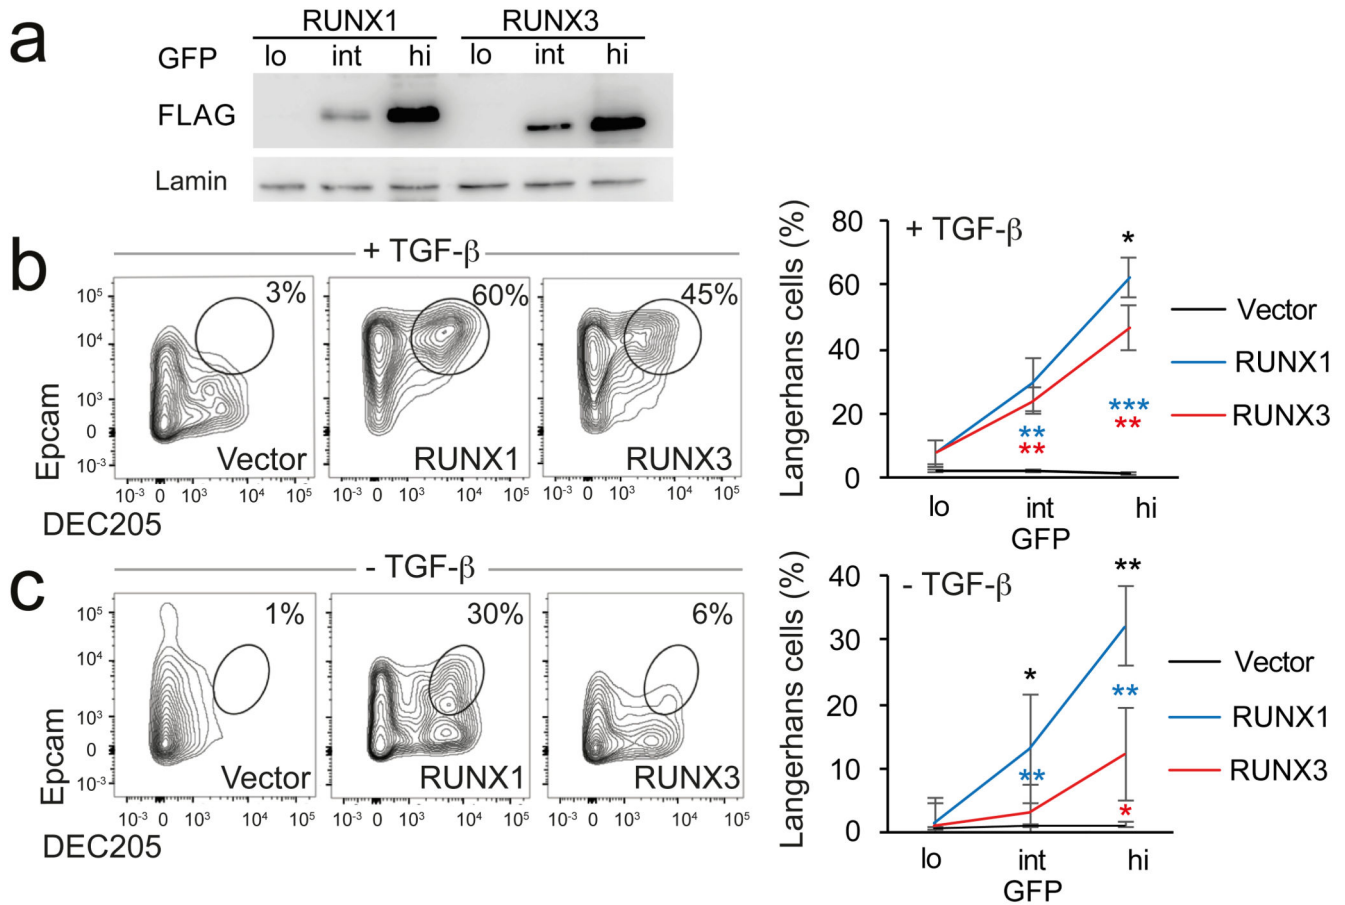 a
RUNX1 RUNX3
GFP lo int hi lo int hi
FLAG
Lamin
b
+ TGF-β
3% 60% 45%
10⁵
10⁴
10³
0
10⁻³
Epcam
Vector RUNX1 RUNX3
10⁻³ 0 10³ 10⁴ 10⁵ 10⁻³ 0 10³ 10⁴ 10⁵ 10⁻³ 0 10³ 10⁴ 10⁵
DEC205
Langerhans cells (%)
80
60
40
20
0
+ TGF-β
*
***
**
**
**
lo int hi
GFP
Vector
RUNX1
RUNX3
c
- TGF-β
1% 30% 6%
10⁵
10⁴
10³
0
10⁻³
Epcam
Vector RUNX1 RUNX3
10⁻³ 0 10³ 10⁴ 10⁵ 10⁻³ 0 10³ 10⁴ 10⁵ 10⁻³ 0 10³ 10⁴ 10⁵
DEC205
Langerhans cells (%)
40
30
20
10
0
- TGF-β
**
*
**
**
*
lo int hi
GFP
Vector
RUNX1
RUNX3